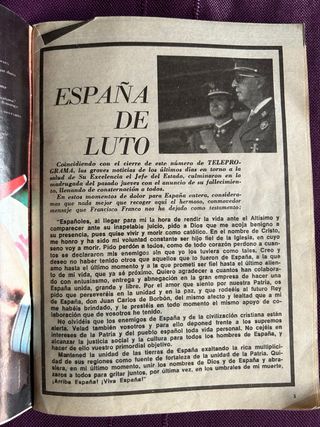 ESPAÑA
DE
LUTO
Coincidiendo con el cierre de este número de TELEPRO-
GRAMA, las graves noticias de los últimos días en torno a la
salud de Su Excelencia el Jefe del Estado, culminaron en la
madrugada del pasado jueves con el anuncio de su fallecimien-
to, llenando de consternación a todos.
En estos momentos de dolor para España entera, considera-
mos que nada mejor que recoger aquí el hermoso, conmovedor
mensaje que Francisco Franco nos ha dejado como testamento:
"Españoles, al llegar para mí la hora de rendir la vida ante el Altísimo y
comparecer ante su inapelable juicio, pido a Dios que me acoja benigno a
su presencia, pues quise vivir y morir como católico. En el nombre de Cristo,
me honro y ha sido mi voluntad constante ser hijo fiel de la Iglesia, en cuyo
seno voy a morir. Pido perdón a todos, como de todo corazón perdono a cuan-
tos se declararon mis enemigos sin que yo los tuviera como tales. Creo y
deseo no haber tenido otros que aquellos que lo fueron de España, a la que
amo hasta el último momento y a la que prometí servir hasta el último alien-
to de mi vida, que ya sé próximo. Quiero agradecer a cuantos han colabora-
do con entusiasmo, entrega y abnegación en la gran empresa de hacer una
España unida, grande y libre. Por el amor que siento por nuestra Patria, os
pido que perseveréis en la unidad y en la paz, y que rodeéis al futuro Rey
de España, don Juan Carlos de Borbón, del mismo afecto y lealtad que a mí
me habéis brindado, y le prestéis en todo momento el mismo apoyo de co-
laboración que de vosotros he tenido.
No olvidéis que los enemigos de España y de la civilización cristiana están
alerta. Velad también vosotros y para ello deponed frente a los supremos
intereses de la Patria y del pueblo español toda vida personal. No cejéis en
alcanzar la justicia social y la cultura para todos los hombres de España, y
haced de ello vuestro primordial objetivo.
Mantened la unidad de las tierras de España exaltando la rica multiplici-
dad de sus regiones como fuente de fortaleza de la unidad de la Patria. Qui-
siera, en mi último momento, unir los nombres de Dios y de España y abra-
zaros a todos para gritar juntos, por última vez, en los umbrales de mi muerte,
¡Arriba España! ¡Viva España!"